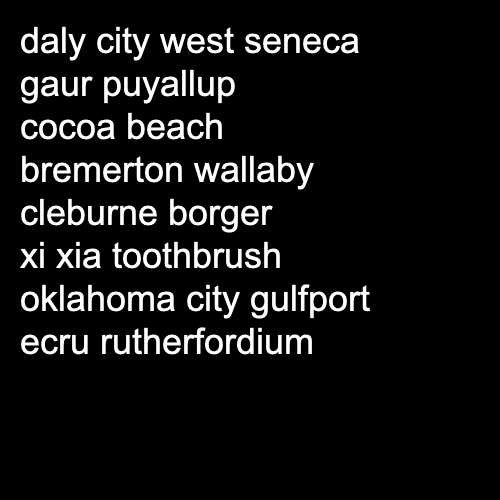 daly city west seneca
gaur puyallup
cocoa beach
bremerton wallaby
cleburne borger
xi xia toothbrush
oklahoma city gulfport
ecru rutherfordium